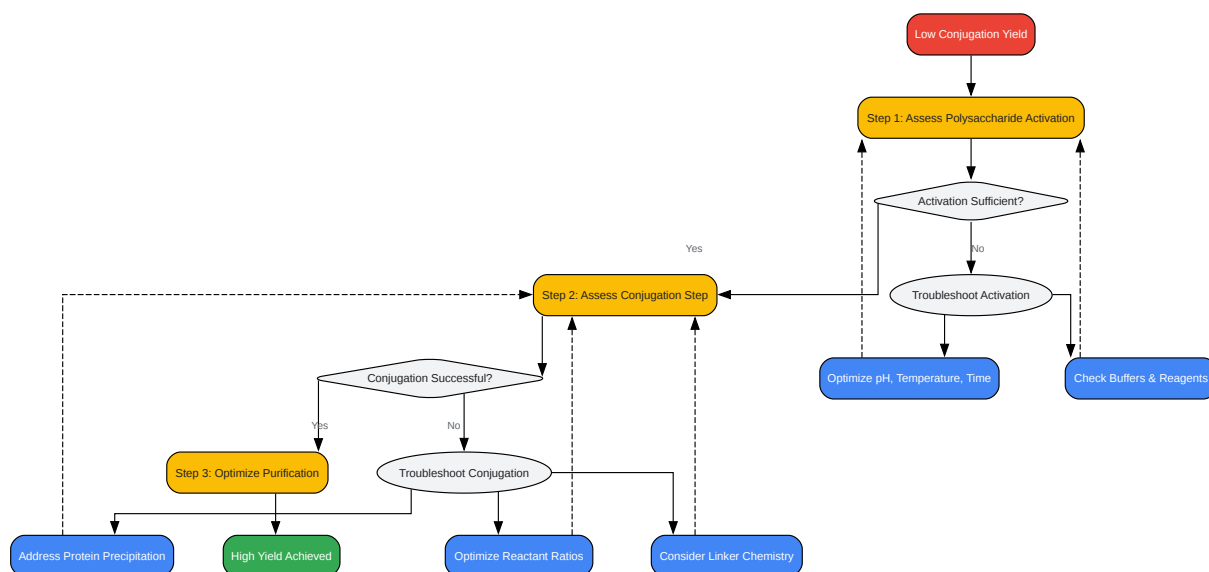 Low Conjugation Yield
Step 1: Assess Polysaccharide Activation
Activation Sufficient?
Yes
No
Step 2: Assess Conjugation Step
Troubleshoot Activation
Conjugation Successful?
Optimize pH, Temperature, Time
Check Buffers & Reagents
Yes
No
Step 3: Optimize Purification
Troubleshoot Conjugation
Address Protein Precipitation
High Yield Achieved
Optimize Reactant Ratios
Consider Linker Chemistry